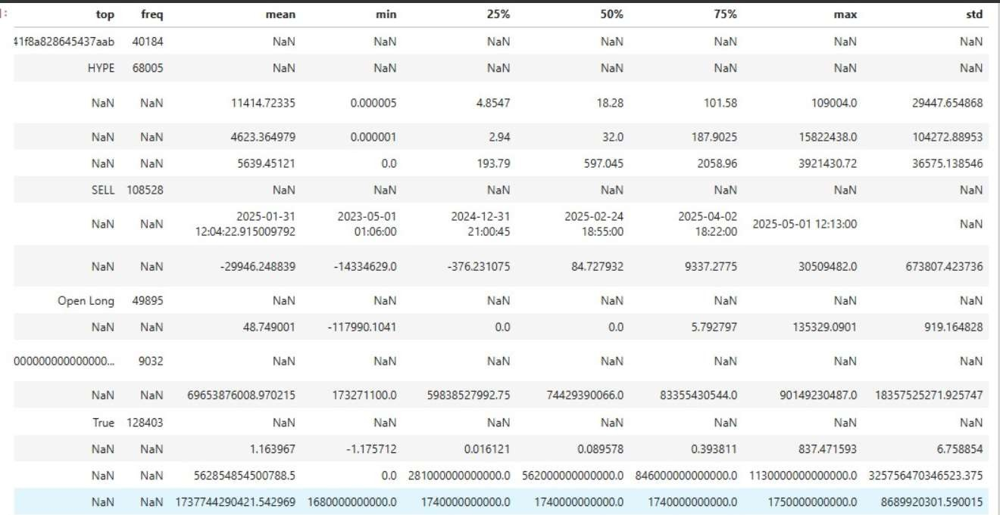 top freq mean min 25% 50% 75% max std
41f8a828645437aab 40184 NaN NaN NaN NaN NaN NaN NaN
HYPE 68005 NaN NaN NaN NaN NaN NaN NaN
NaN NaN 11414.72335 0.000005 4.8547 18.28 101.58 109004.0 29447.654868
NaN NaN 4623.364979 0.000001 2.94 32.0 187.9025 15822438.0 104272.88953
NaN NaN 5639.45121 0.0 193.79 597.045 2058.96 3921430.72 36575.138546
SELL 108528 NaN NaN NaN NaN NaN NaN NaN
2025-01-31 2023-05-01 2024-12-31 2025-02-24 2025-04-02
NaN NaN 2025-05-01 12:13:00 NaN
12:04:22.915009792 01:06:00 21:00:45 18:55:00 18:22:00
NaN NaN -29946.248839 -14334629.0 -376.231075 84.727932 9337.2775 30509482.0 673807.423736
Open Long 49895 NaN NaN NaN NaN NaN NaN NaN
NaN NaN 48.749001 -117990.1041 0.0 0.0 5.792797 135329.0901 919.164828
000000000000000... 9032 NaN NaN NaN NaN NaN NaN NaN
NaN NaN 69653876008.970215 173271100.0 59838527992.75 74429390066.0 83355430544.0 90149230487.0 18357525271.925747
True 128403 NaN NaN NaN NaN NaN NaN NaN
NaN NaN 1.163967 -1.175712 0.016121 0.089578 0.393811 837.471593 6.758854
NaN NaN 562854854500788.5 0.0 281000000000000.0 562000000000000.0 846000000000000.0 1130000000000000.0 325756470346523.375
NaN NaN 1737744290421.542969 1680000000000.0 1740000000000.0 1740000000000.0 1740000000000.0 1750000000000.0 8689920301.590015